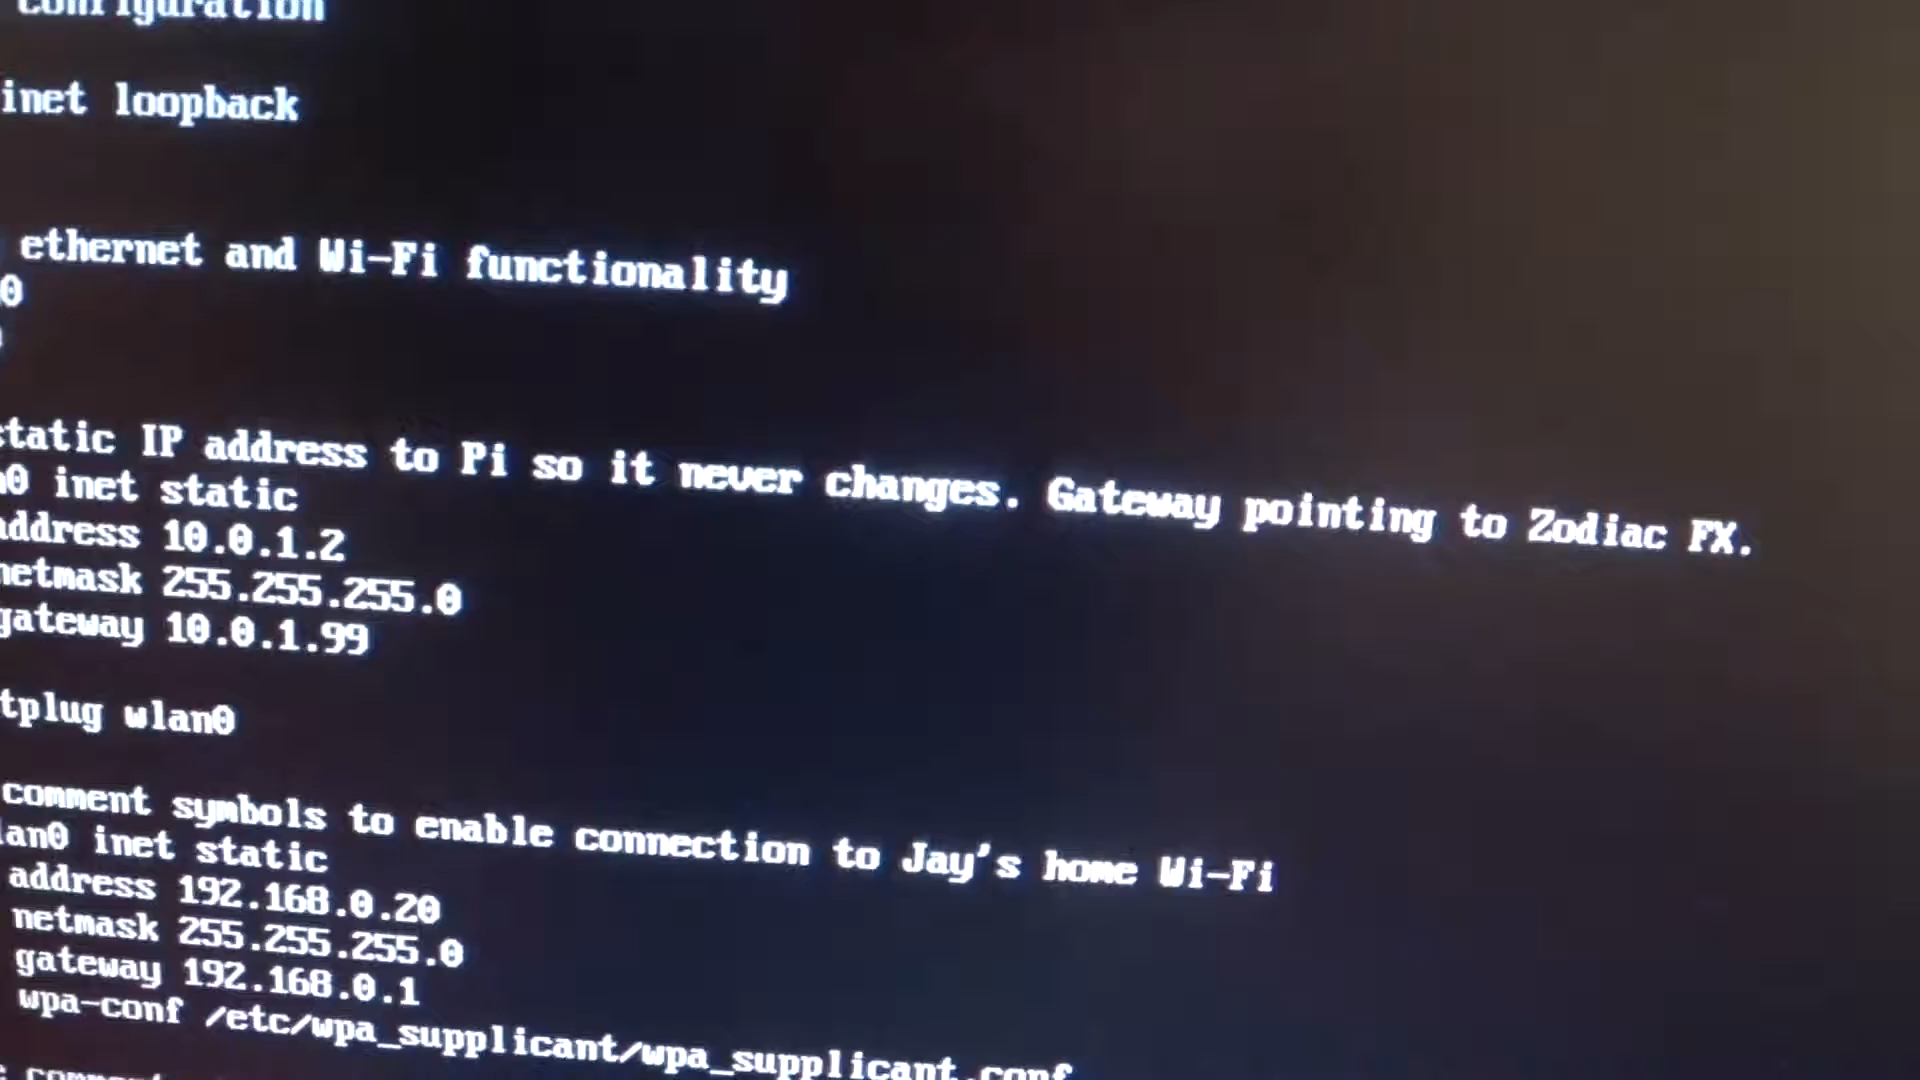 configuration
inet loopback
ethernet and Wi-Fi functionality
0
static IP address to Pi so it never changes. Gateway pointing to Zodiac FX.
0 inet static
address 10.0.1.2
netmask 255.255.255.0
gateway 10.0.1.99
tplug wlan0
comment symbols to enable connection to Jay's home Wi-Fi
lan0 inet static
address 192.168.0.20
netmask 255.255.255.0
gateway 192.168.0.1
wpa-conf /etc/wpa_supplicant/wpa_supplicant.conf